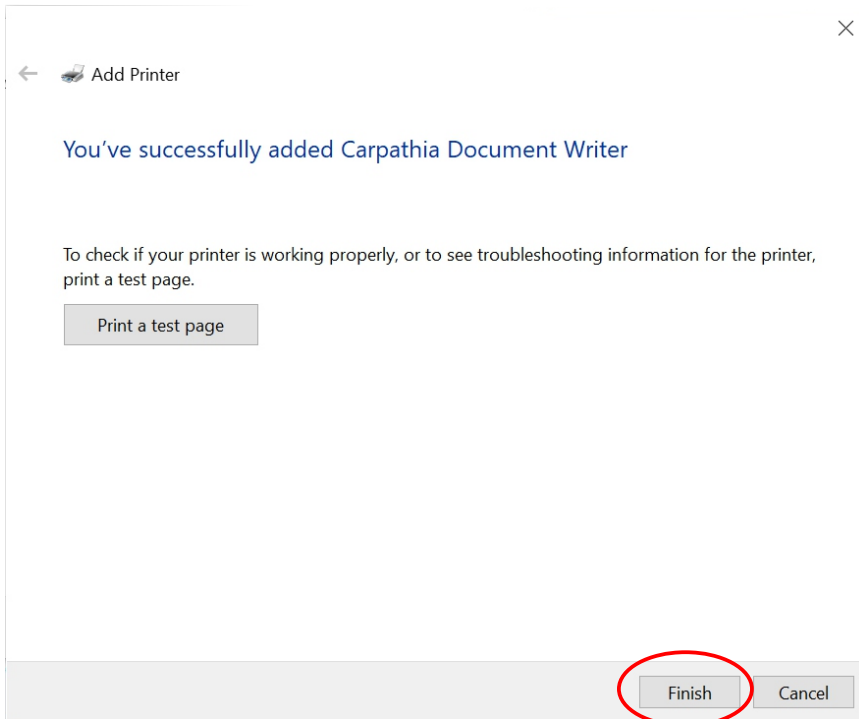 Add Printer
You’ve successfully added Carpathia Document Writer
To check if your printer is working properly, or to see troubleshooting information for the printer,
print a test page.
Print a test page
Finish Cancel